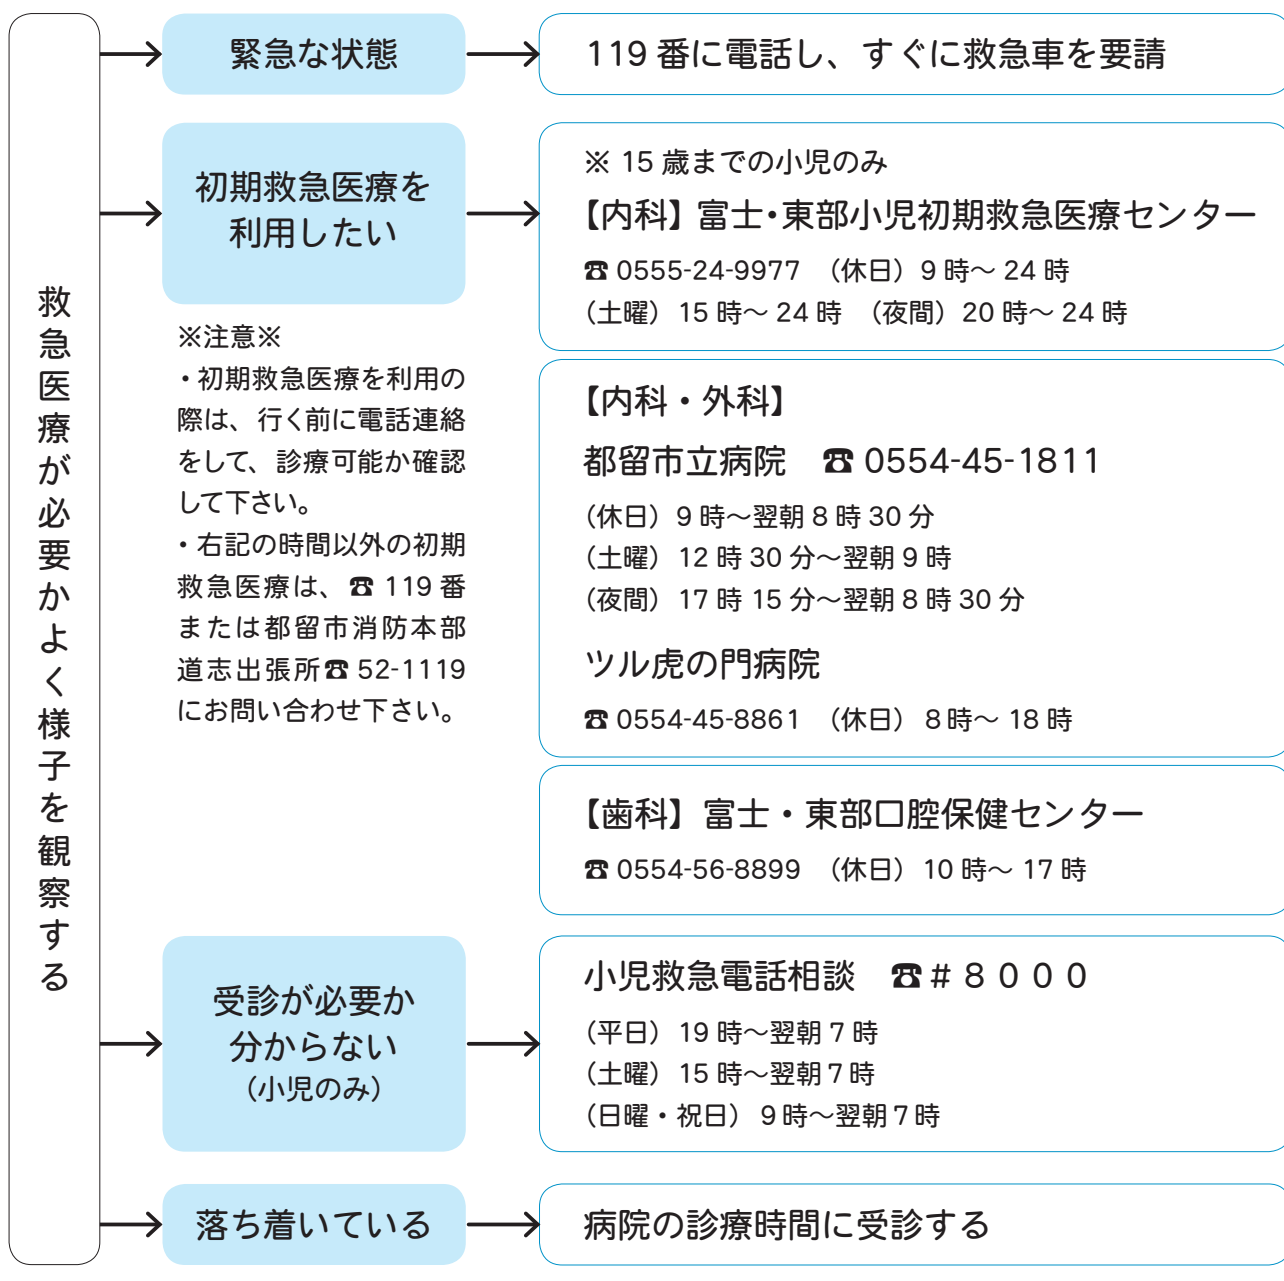 救急医療が必要かよく様子を観察する
緊急な状態
119 番に電話し、すぐに救急車を要請
初期救急医療を
利用したい
※注意※
・初期救急医療を利用の
際は、行く前に電話連絡
をして、診療可能か確認
して下さい。
・右記の時間以外の初期
救急医療は、☎ 119 番
または都留市消防本部
道志出張所☎ 52-1119
にお問い合わせ下さい。
※ 15 歳までの小児のみ
【内科】富士・東部小児初期救急医療センター
☎ 0555-24-9977 （休日）9 時〜 24 時
（土曜）15 時〜 24 時 （夜間）20 時〜 24 時
【内科・外科】
都留市立病院 ☎ 0554-45-1811
（休日）9 時〜翌朝 8 時 30 分
（土曜）12 時 30 分〜翌朝 9 時
（夜間）17 時 15 分〜翌朝 8 時 30 分
ツル虎の門病院
☎ 0554-45-8861 （休日）8 時〜 18 時
【歯科】富士・東部口腔保健センター
☎ 0554-56-8899 （休日）10 時〜 17 時
受診が必要か
分からない
（小児のみ）
小児救急電話相談 ☎＃８０００
（平日）19 時〜翌朝 7 時
（土曜）15 時〜翌朝 7 時
（日曜・祝日）9 時〜翌朝 7 時
落ち着いている
病院の診療時間に受診する